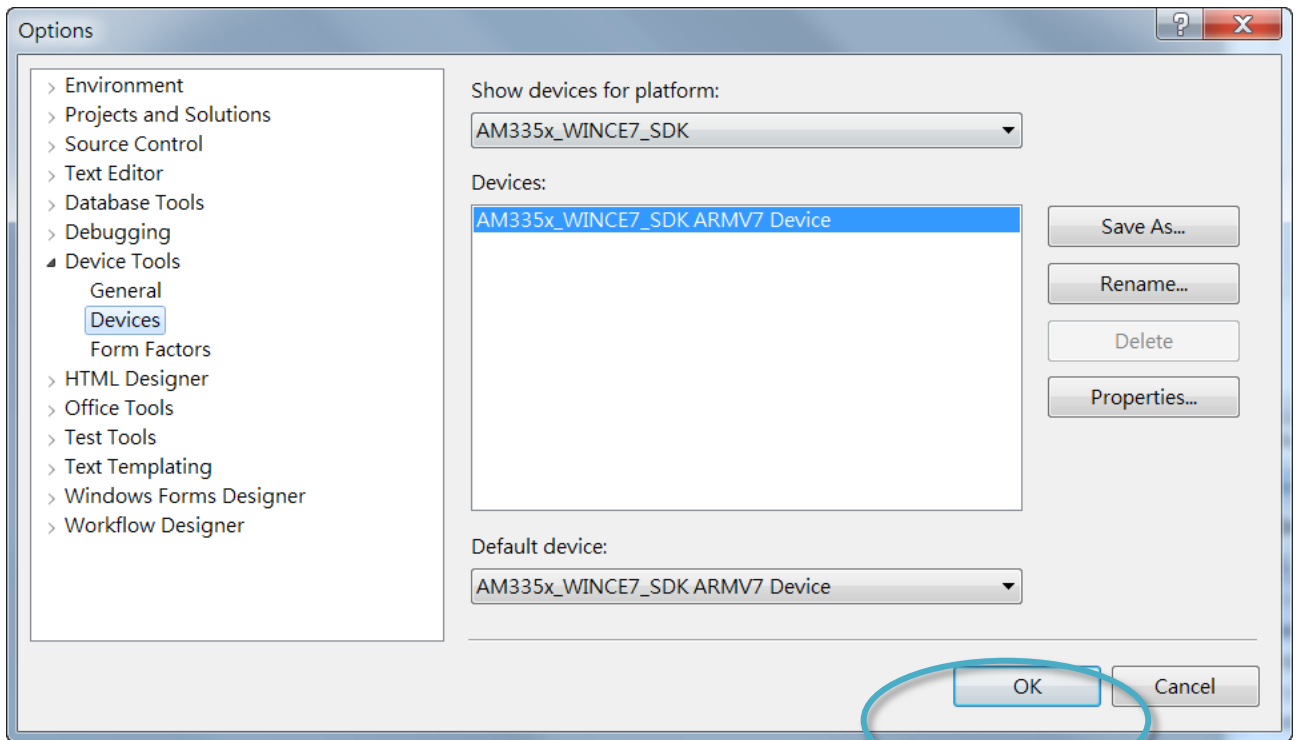 Options
Environment
Projects and Solutions
Source Control
Text Editor
Database Tools
Debugging
Device Tools
General
Devices
Form Factors
HTML Designer
Office Tools
Test Tools
Text Templating
Windows Forms Designer
Workflow Designer
Show devices for platform:
AM335x_WINCE7_SDK
Devices:
AM335x_WINCE7_SDK ARMV7 Device
Save As...
Rename...
Delete
Properties...
Default device:
AM335x_WINCE7_SDK ARMV7 Device
OK
Cancel